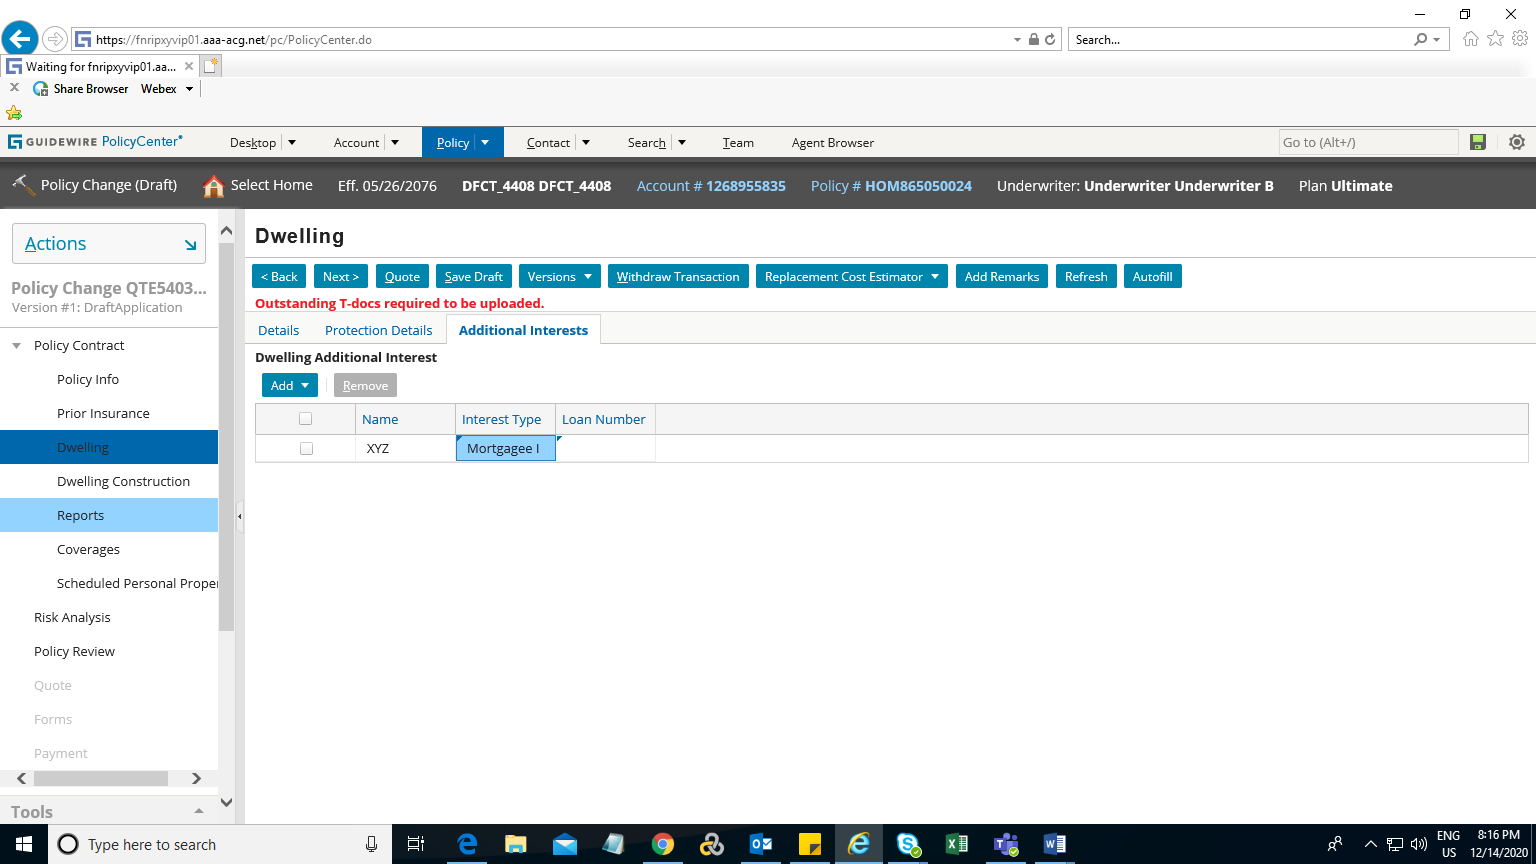 https://fnripxyvip01.aaa-acg.net/pc/PolicyCenter.do
Search...
Waiting for fnripxyvip01.aa...
x Share Browser Webex
GUIDEWIRE PolicyCenter®
Desktop Account Policy Contact Search Team Agent Browser
Go to (Alt+/)
Policy Change (Draft) Select Home Eff. 05/26/2076 DFCT_4408 DFCT_4408 Account # 1268955835 Policy # HOM865050024 Underwriter: Underwriter Underwriter B Plan Ultimate
Actions
Policy Change QTE5403...
Version #1: DraftApplication
Policy Contract
Policy Info
Prior Insurance
Dwelling
Dwelling Construction
Reports
Coverages
Scheduled Personal Proper
Risk Analysis
Policy Review
Quote
Forms
Payment
Tools
Dwelling
< Back Next > Quote Save Draft Versions Withdraw Transaction Replacement Cost Estimator Add Remarks Refresh Autofill
Outstanding T-docs required to be uploaded.
Details Protection Details Additional Interests
Dwelling Additional Interest
Add Remove
Name Interest Type Loan Number
XYZ Mortgagee I
Type here to search
ENG
US
8:16 PM
12/14/2020